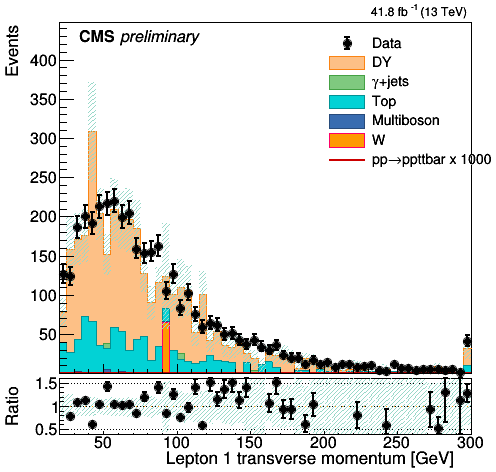 41.8 fb⁻¹ (13 TeV)
CMS preliminary
Events
400
350
300
250
200
150
100
50
Data
DY
γ+jets
Top
Multiboson
W
pp→ppttbar x 1000
Ratio
1.5
1
0.5
50 100 150 200 250 300
Lepton 1 transverse momentum [GeV]